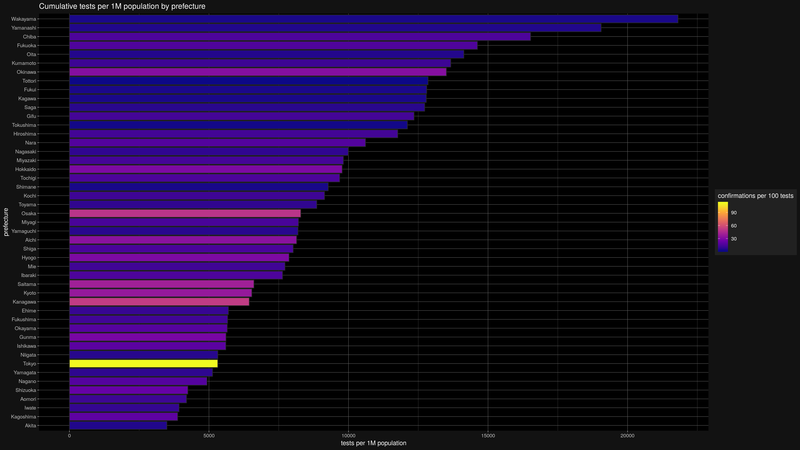 Cumulative tests per 1M population by prefecture
prefecture
Wakayama
Yamanashi
Chiba
Fukuoka
Oita
Kumamoto
Okinawa
Tottori
Fukui
Kagawa
Saga
Gifu
Tokushima
Hiroshima
Nara
Nagasaki
Miyazaki
Hokkaido
Tochigi
Shimane
Kochi
Toyama
Osaka
Miyagi
Yamaguchi
Aichi
Shiga
Hyogo
Mie
Ibaraki
Saitama
Kyoto
Kanagawa
Ehime
Fukushima
Okayama
Gunma
Ishikawa
Niigata
Tokyo
Yamagata
Nagano
Shizuoka
Aomori
Iwate
Kagoshima
Akita
0 5000 10000 15000 20000
tests per 1M population
confirmations per 100 tests
90
60
30